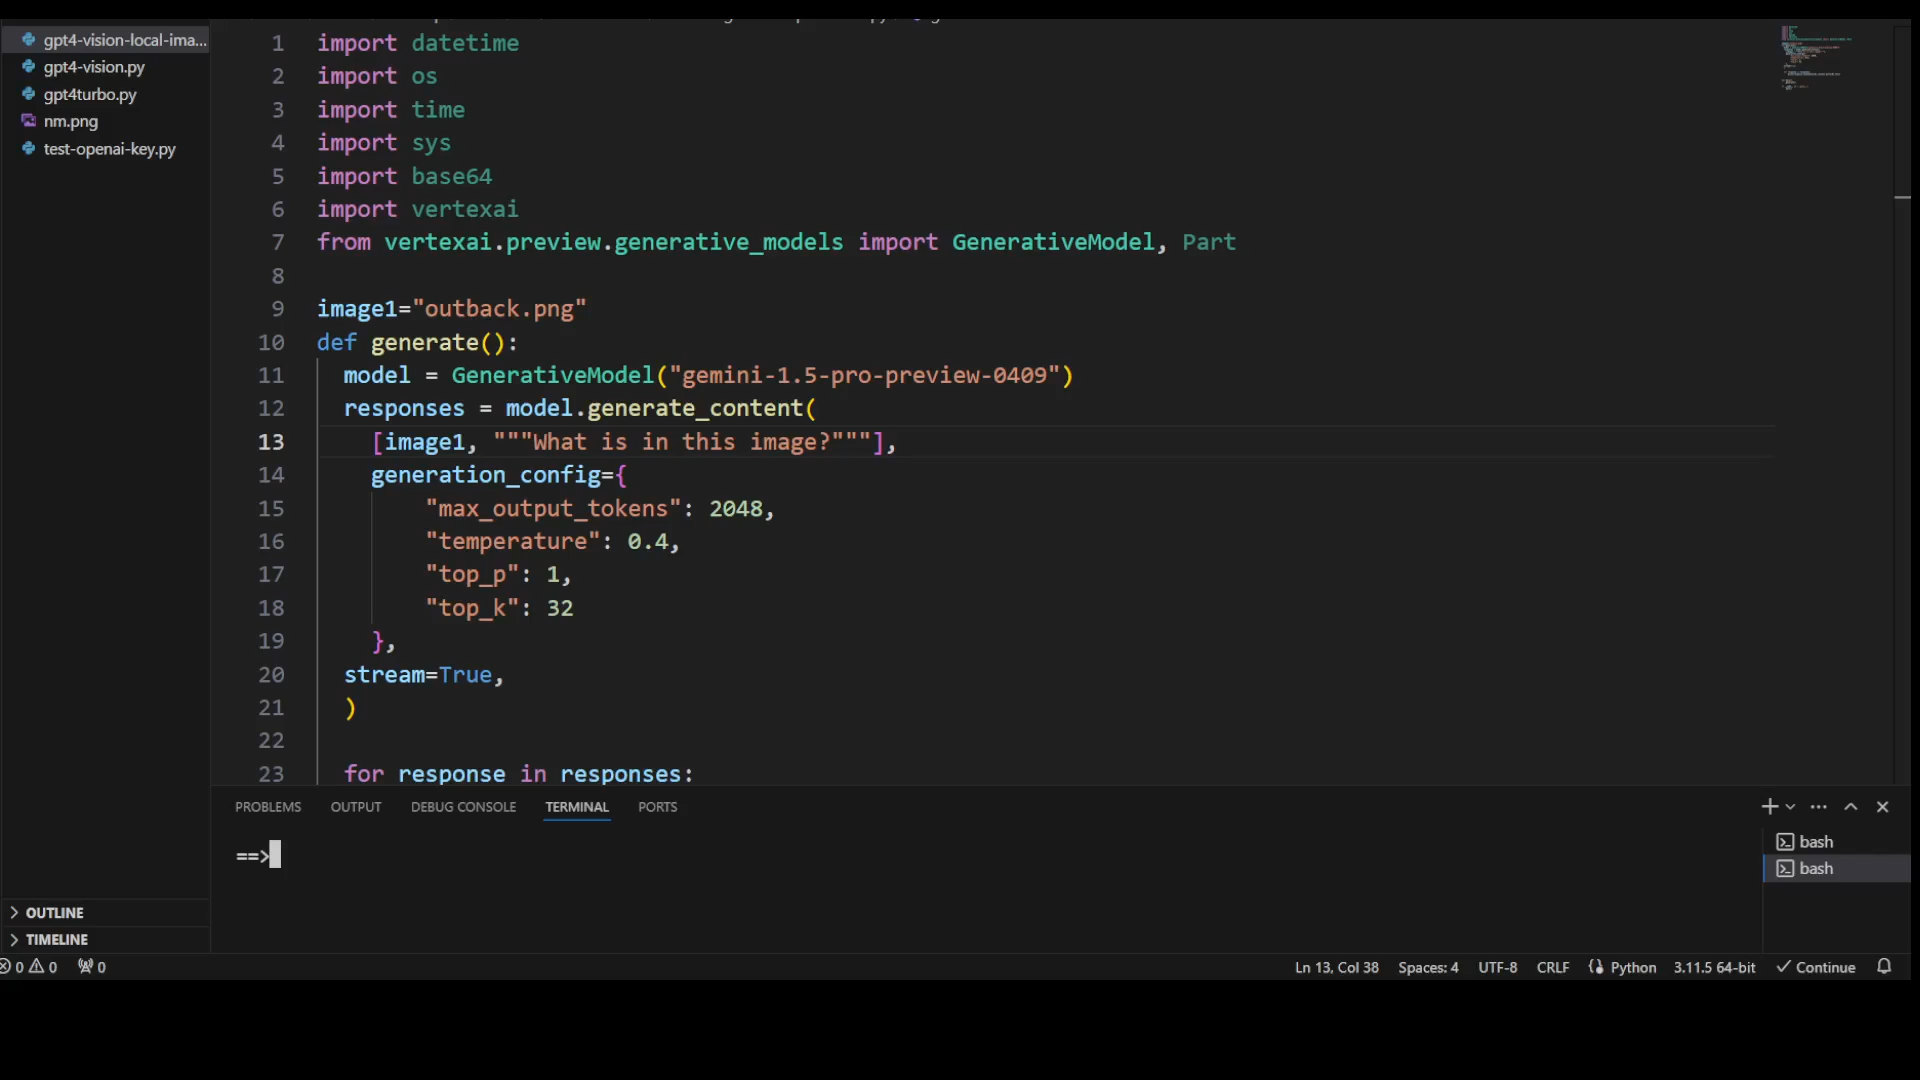 gpt4-vision-local-ima...
gpt4-vision.py
gpt4turbo.py
nm.png
test-openai-key.py
OUTLINE
TIMELINE
1 import datetime
2 import os
3 import time
4 import sys
5 import base64
6 import vertexai
7 from vertexai.preview.generative_models import GenerativeModel, Part
8
9 image1="outback.png"
10 def generate():
11 model = GenerativeModel("gemini-1.5-pro-preview-0409")
12 responses = model.generate_content(
13 [image1, """What is in this image?"""],
14 generation_config={
15 "max_output_tokens": 2048,
16 "temperature": 0.4,
17 "top_p": 1,
18 "top_k": 32
19 },
20 stream=True,
21 )
22
23 for response in responses:
PROBLEMS OUTPUT DEBUG CONSOLE TERMINAL PORTS
==>
bash
bash
0 0 0 Ln 13, Col 38 Spaces: 4 UTF-8 CRLF Python 3.11.5 64-bit Continue